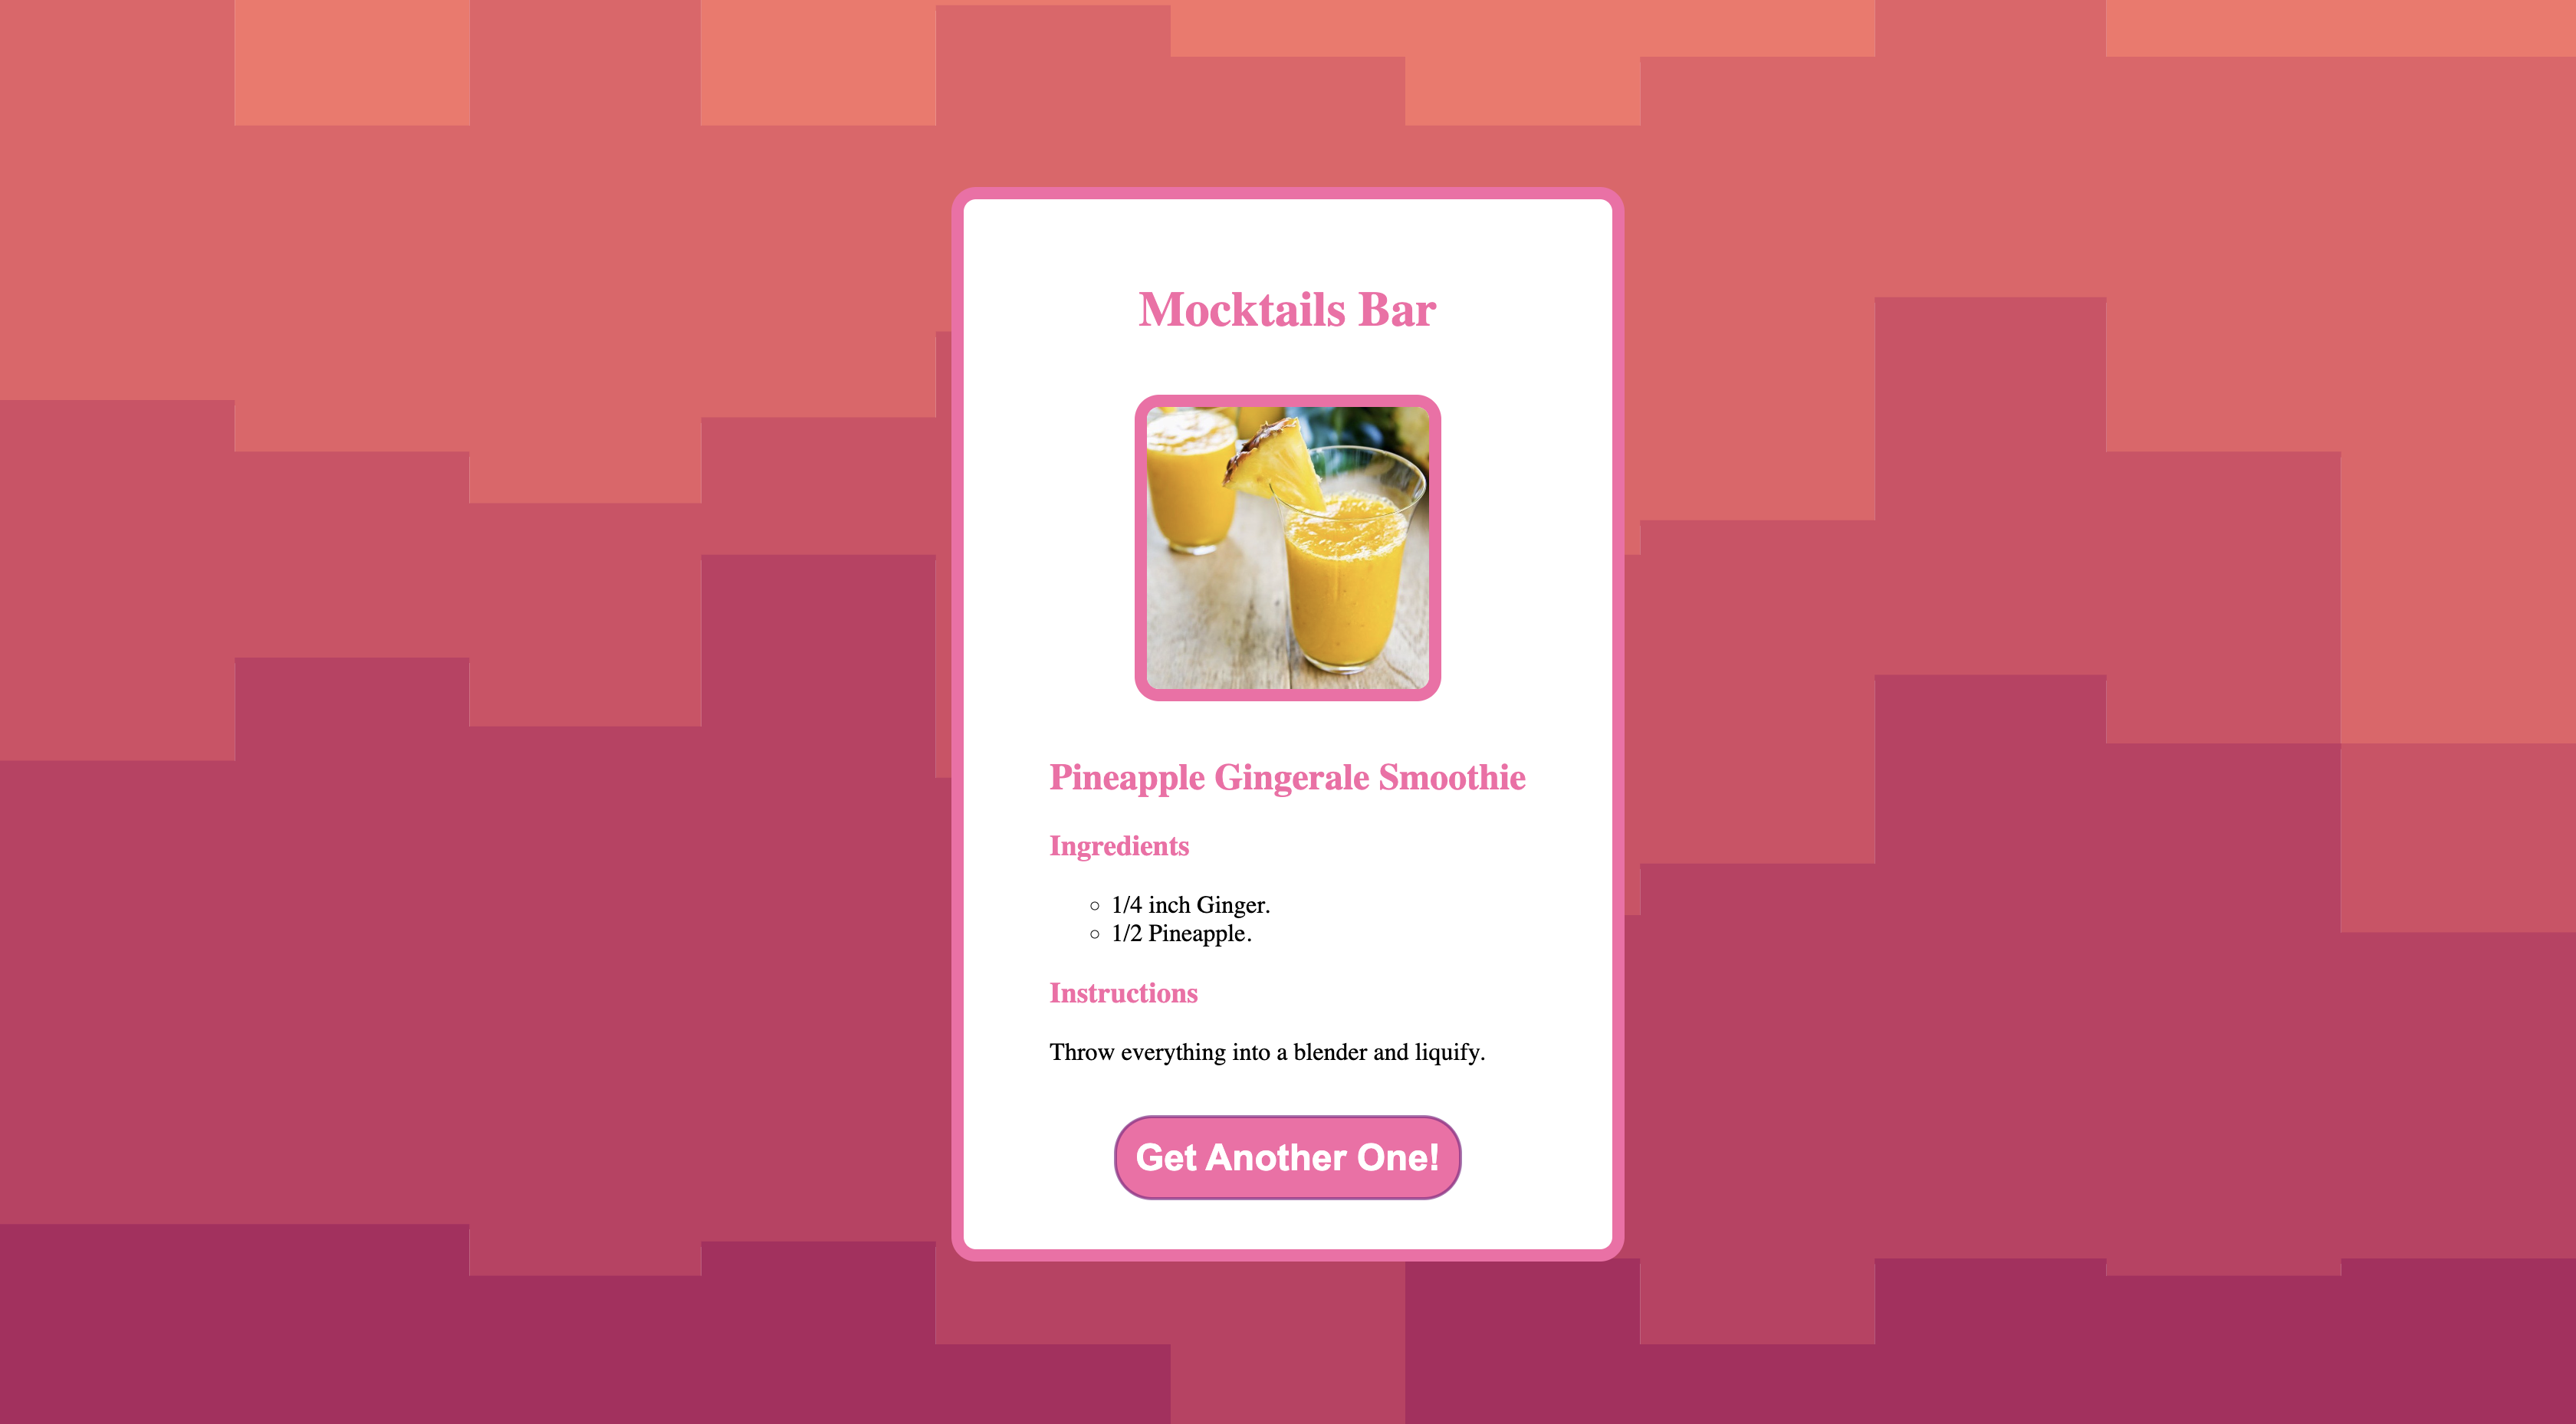 Mocktails Bar
Pineapple Gingerale Smoothie
Ingredients
1/4 inch Ginger.
1/2 Pineapple.
Instructions
Throw everything into a blender and liquify.
Get Another One!